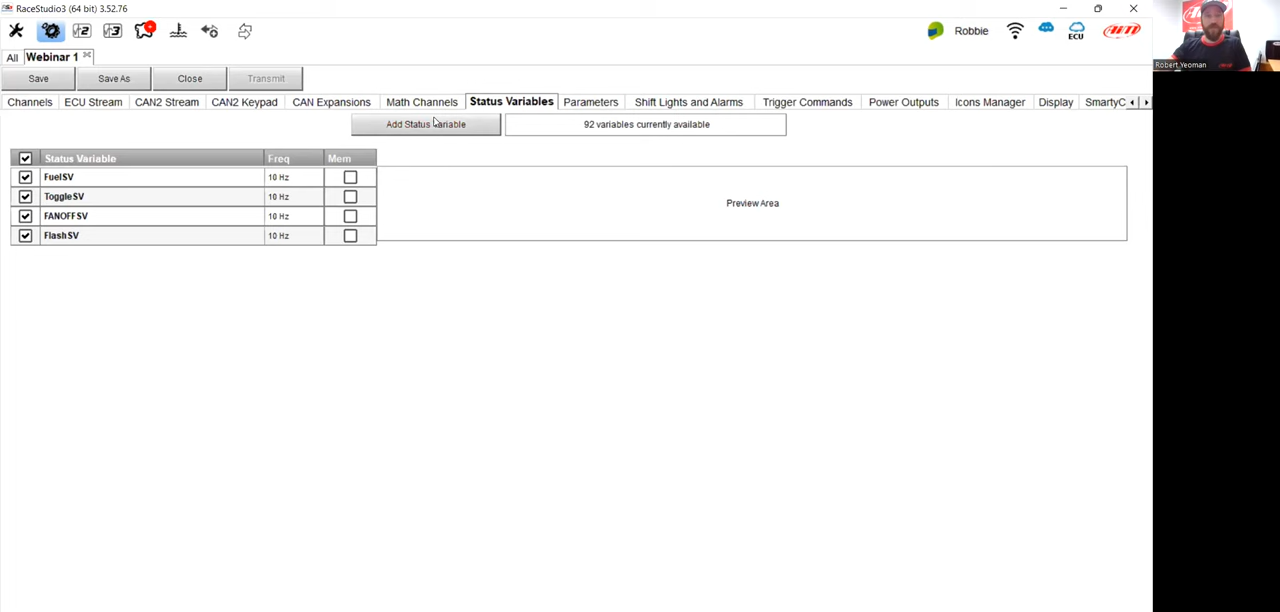 RaceStudio3 (64 bit) 3.52.76
Robbie
ECU
AiM
Robert Yeoman
All Webinar 1
Save Save As Close Transmit
Channels ECU Stream CAN2 Stream CAN2 Keypad CAN Expansions Math Channels Status Variables Parameters Shift Lights and Alarms Trigger Commands Power Outputs Icons Manager Display SmartyC
Add Status Variable 92 variables currently available
Status Variable Freq Mem
FuelSV 10 Hz
ToggleSV 10 Hz
FANOFFSV 10 Hz
FlashSV 10 Hz
Preview Area